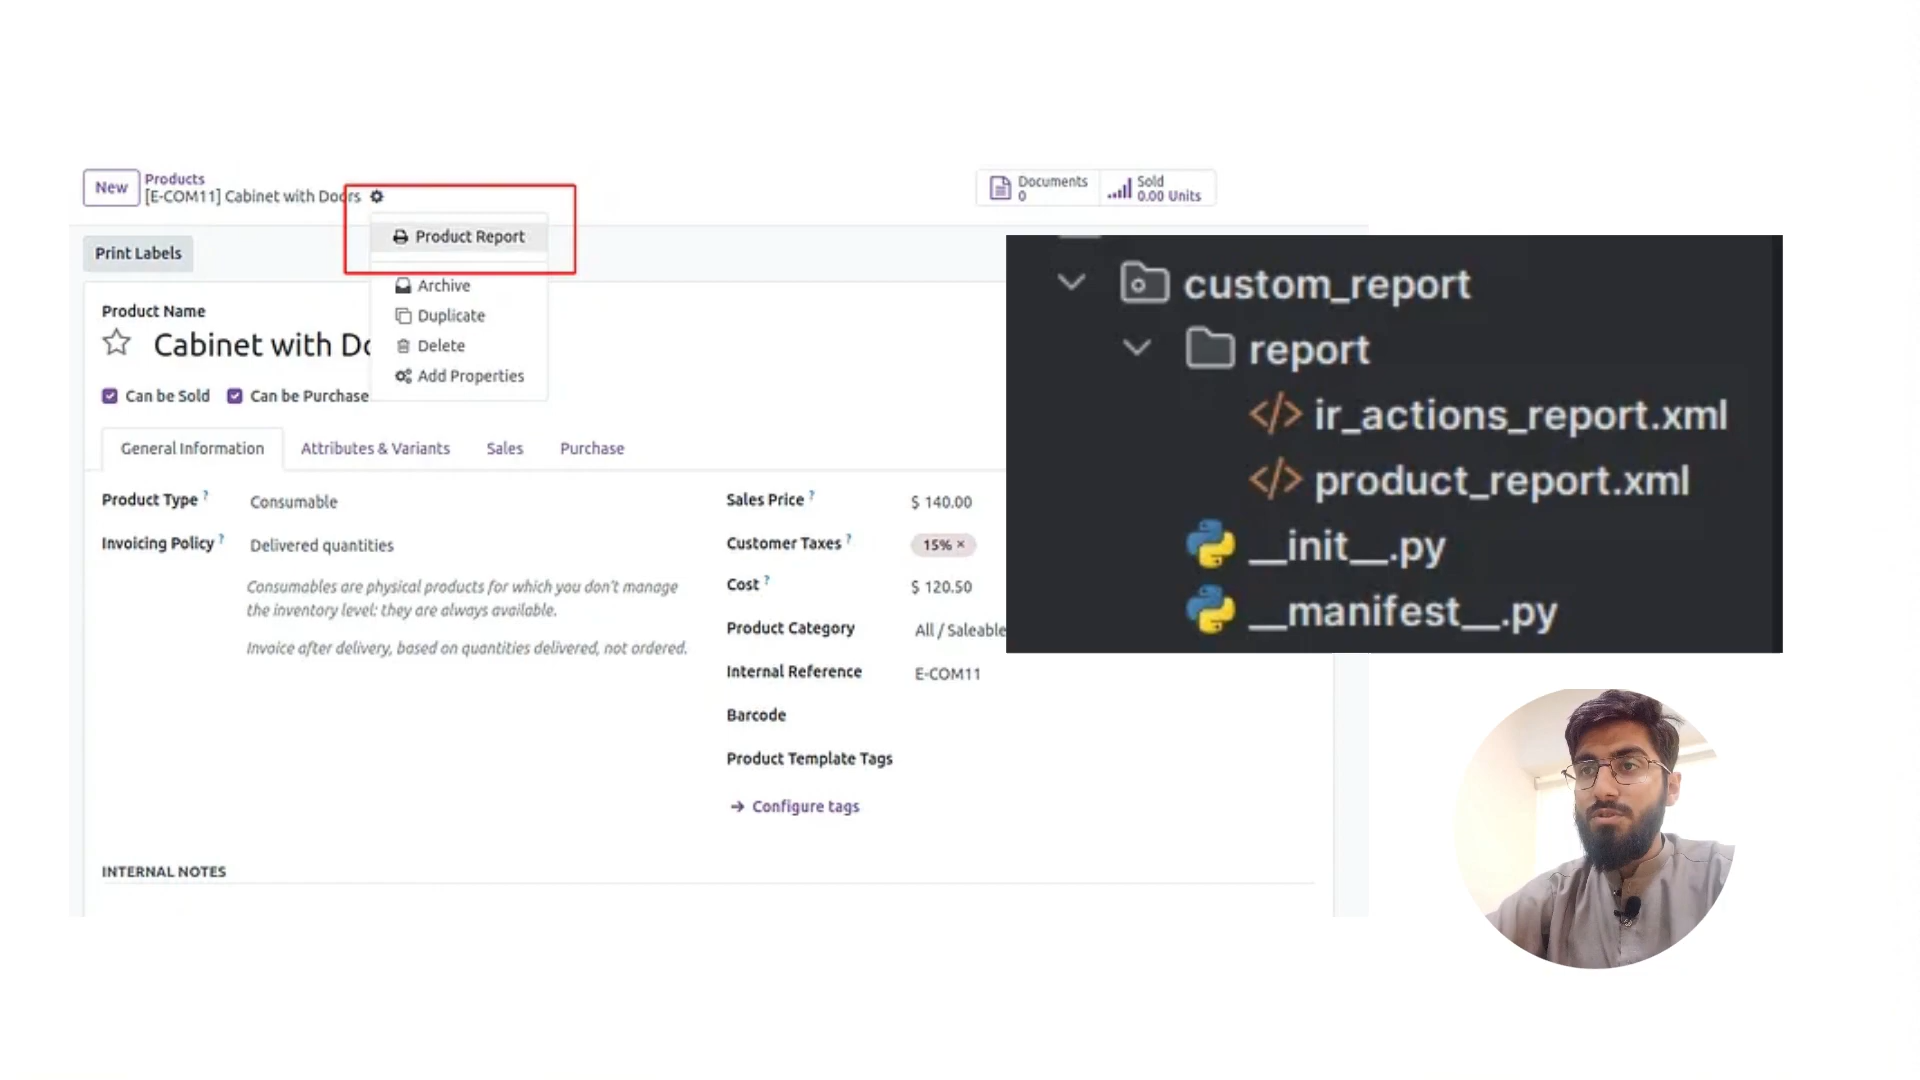 New
Products
[E-COM11] Cabinet with Doors
Documents
0
Sold
0.00 Units
Product Report
Print Labels
Archive
Duplicate
Delete
Add Properties
Product Name
Cabinet with Do
Can be Sold
Can be Purchase
General Information
Attributes & Variants
Sales
Purchase
Product Type ?
Consumable
Invoicing Policy ?
Delivered quantities
Consumables are physical products for which you don't manage
the inventory level: they are always available.
Invoice after delivery, based on quantities delivered, not ordered.
Sales Price ?
$ 140.00
Customer Taxes ?
15% ×
Cost ?
$ 120.50
Product Category
All / Saleable
Internal Reference
E-COM11
Barcode
Product Template Tags
Configure tags
INTERNAL NOTES
custom_report
report
ir_actions_report.xml
product_report.xml
__init__.py
__manifest__.py